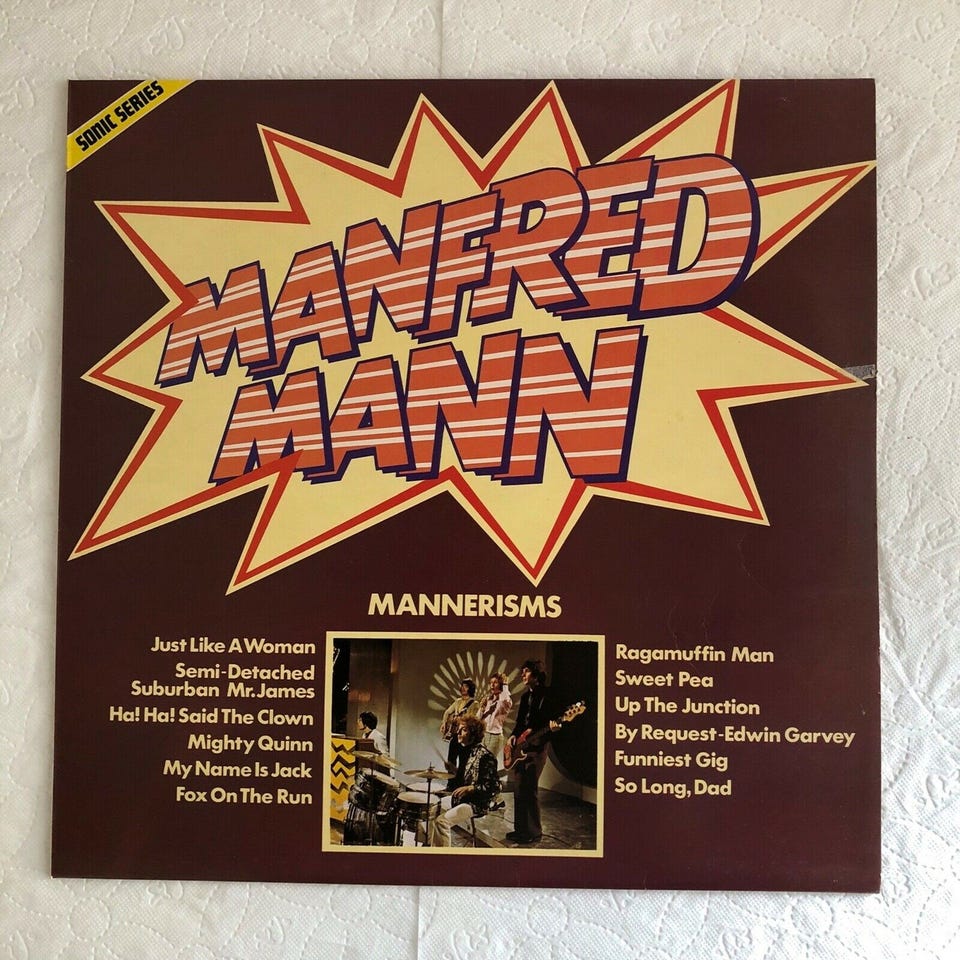 SONIC SERIES
MANFRED
MANN
MANNERISMS
Just Like A Woman
Semi-Detached
Suburban Mr. James
Ha! Ha! Said The Clown
Mighty Quinn
My Name Is Jack
Fox On The Run
Ragamuffin Man
Sweet Pea
Up The Junction
By Request-Edwin Garvey
Funniest Gig
So Long, Dad